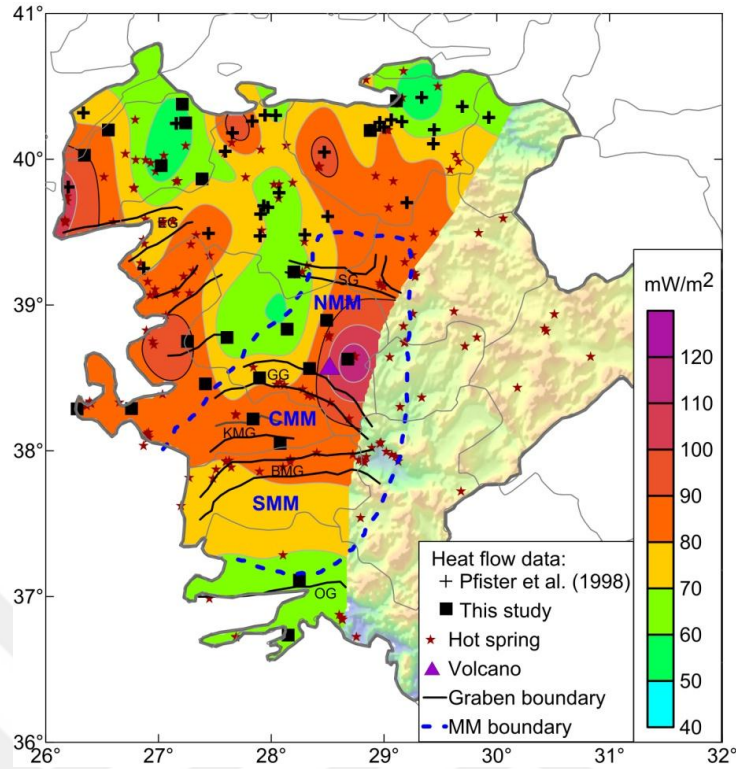 41°
40°
39°
38°
37°
36°
26° 27° 28° 29° 30° 31° 32°
EG
SG
NMM
GG
CMM
KMG
BMG
SMM
OG
mW/m2
120
100
90
80
70
60
50
40
Heat flow data:
+ Pfister et al. (1998)
This study
Hot spring
Volcano
Graben boundary
MM boundary